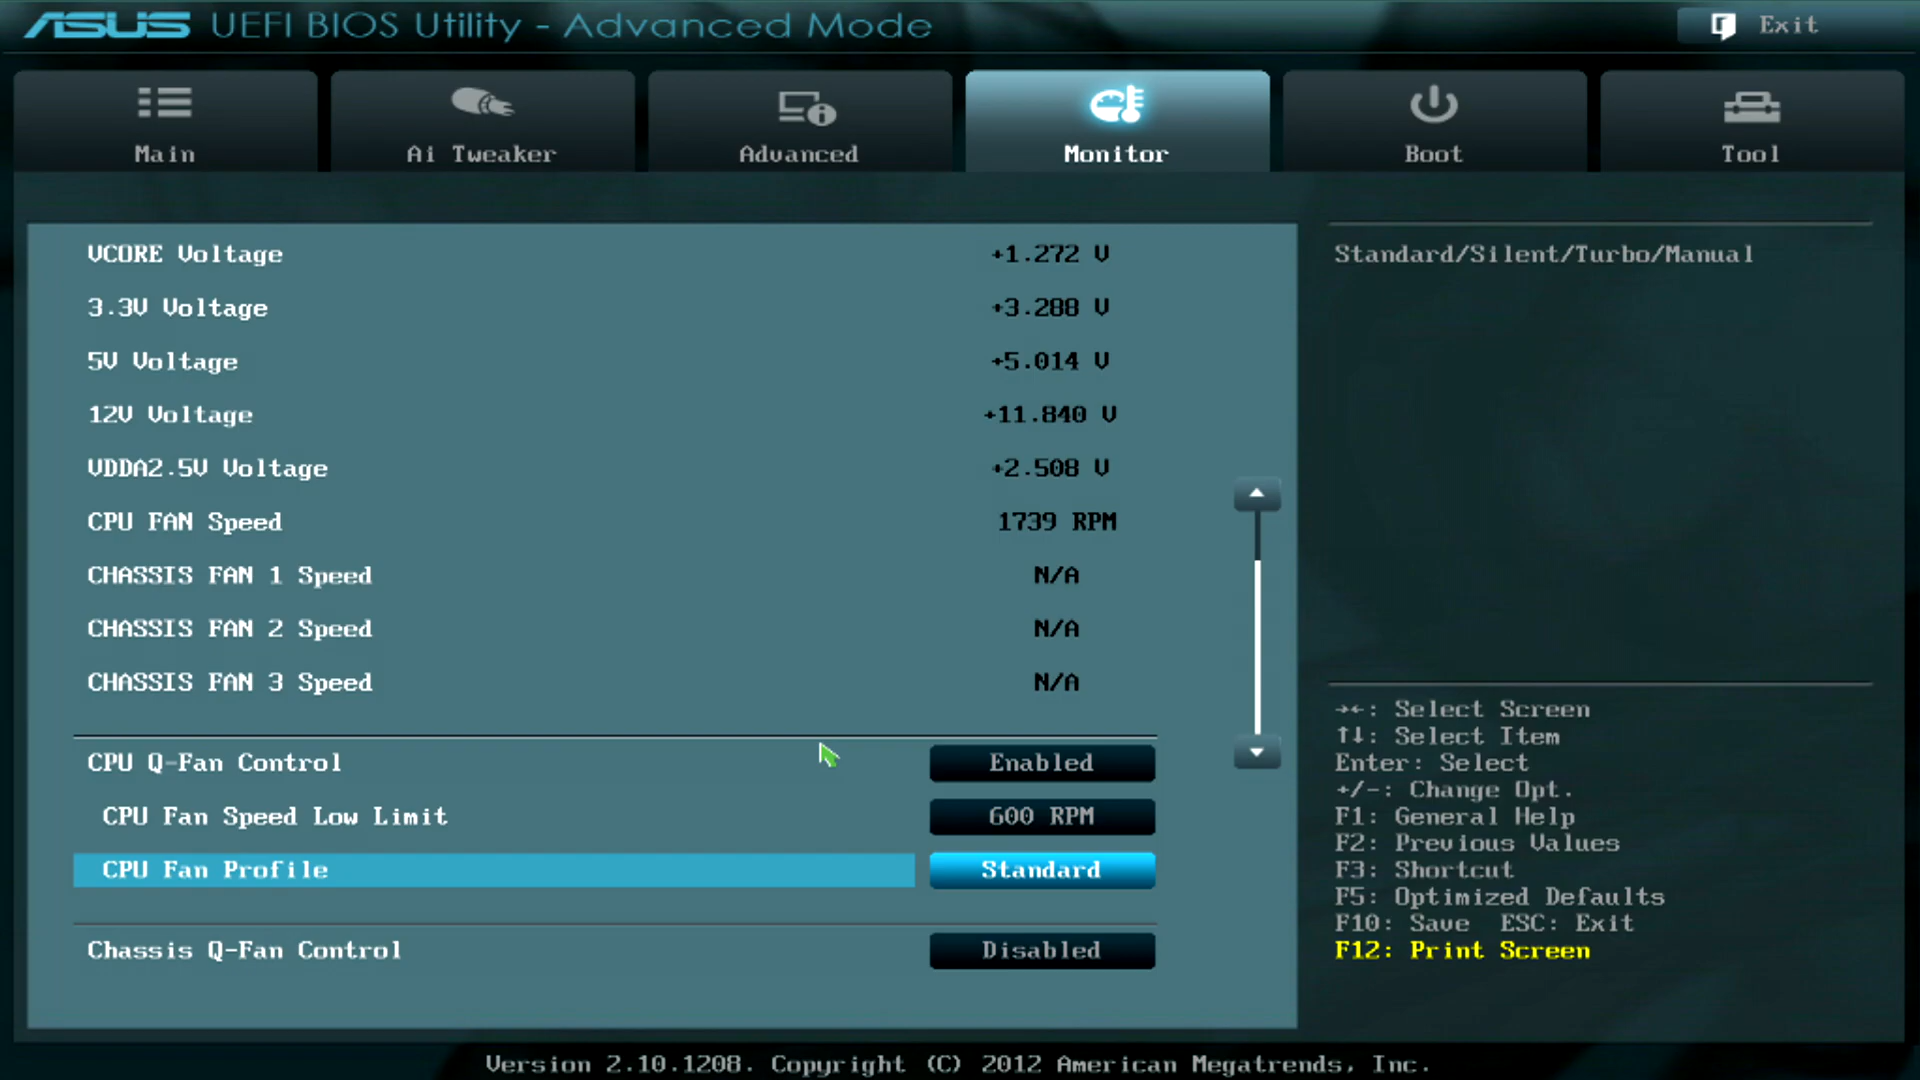 ASUS UEFI BIOS Utility - Advanced Mode
Exit
Main
Ai Tweaker
Advanced
Monitor
Boot
Tool
VCORE Voltage +1.272 V
3.3V Voltage +3.288 V
5V Voltage +5.014 V
12V Voltage +11.840 V
VDDA2.5V Voltage +2.508 V
CPU FAN Speed 1739 RPM
CHASSIS FAN 1 Speed N/A
CHASSIS FAN 2 Speed N/A
CHASSIS FAN 3 Speed N/A
CPU Q-Fan Control Enabled
CPU Fan Speed Low Limit 600 RPM
CPU Fan Profile Standard
Chassis Q-Fan Control Disabled
Standard/Silent/Turbo/Manual
→←: Select Screen
↑↓: Select Item
Enter: Select
+/-: Change Opt.
F1: General Help
F2: Previous Values
F3: Shortcut
F5: Optimized Defaults
F10: Save ESC: Exit
F12: Print Screen
Version 2.10.1208. Copyright (C) 2012 American Megatrends, Inc.